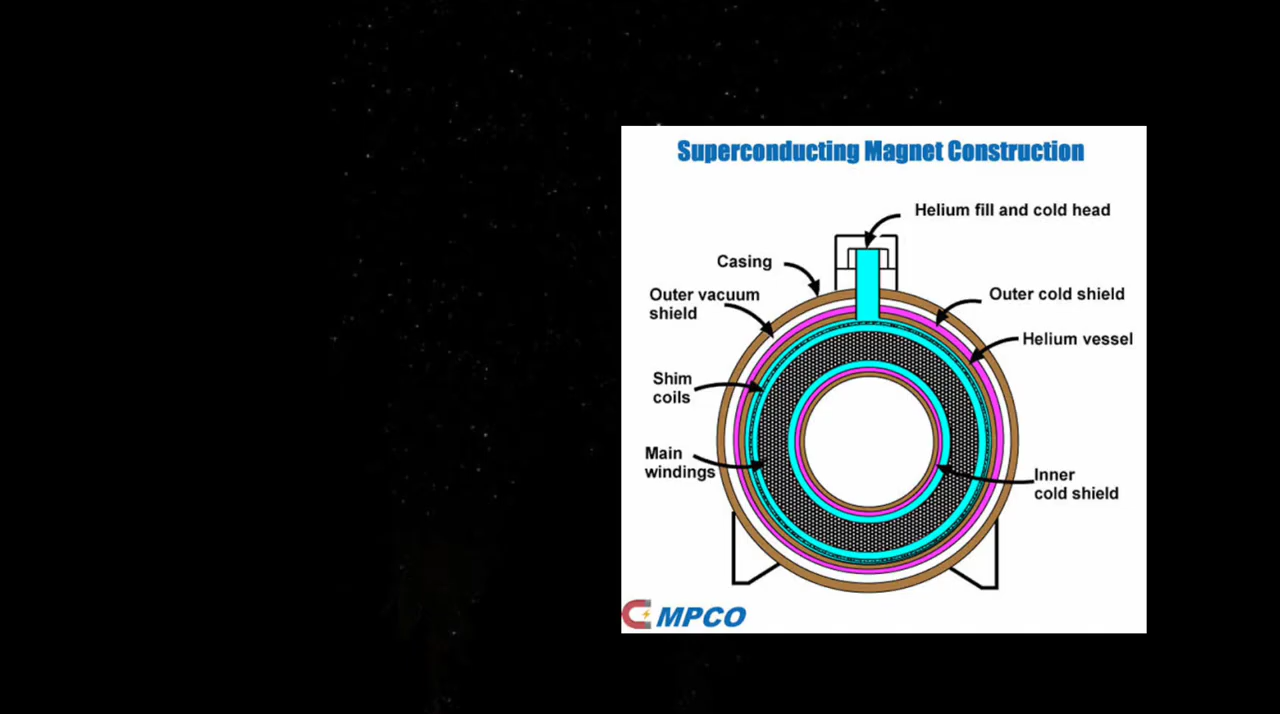 Superconducting Magnet Construction
Helium fill and cold head
Casing
Outer vacuum
shield
Outer cold shield
Helium vessel
Shim
coils
Main
windings
Inner
cold shield
MPCO